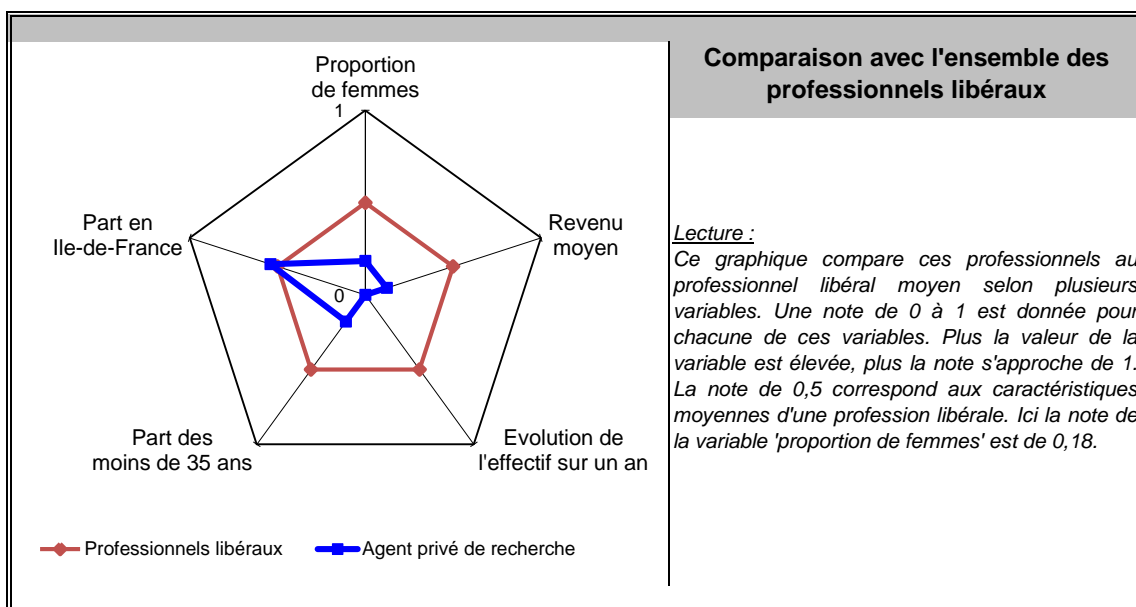 Comparaison avec l'ensemble des
professionnels libéraux
Proportion
de femmes
1
Part en
Ile-de-France
Revenu
moyen
0
Part des
moins de 35 ans
Evolution de
l'effectif sur un an
Professionnels libéraux
Agent privé de recherche
Lecture :
Ce graphique compare ces professionnels au
professionnel libéral moyen selon plusieurs
variables. Une note de 0 à 1 est donnée pour
chacune de ces variables. Plus la valeur de la
variable est élevée, plus la note s'approche de 1.
La note de 0,5 correspond aux caractéristiques
moyennes d'une profession libérale. Ici la note de
la variable 'proportion de femmes' est de 0,18.